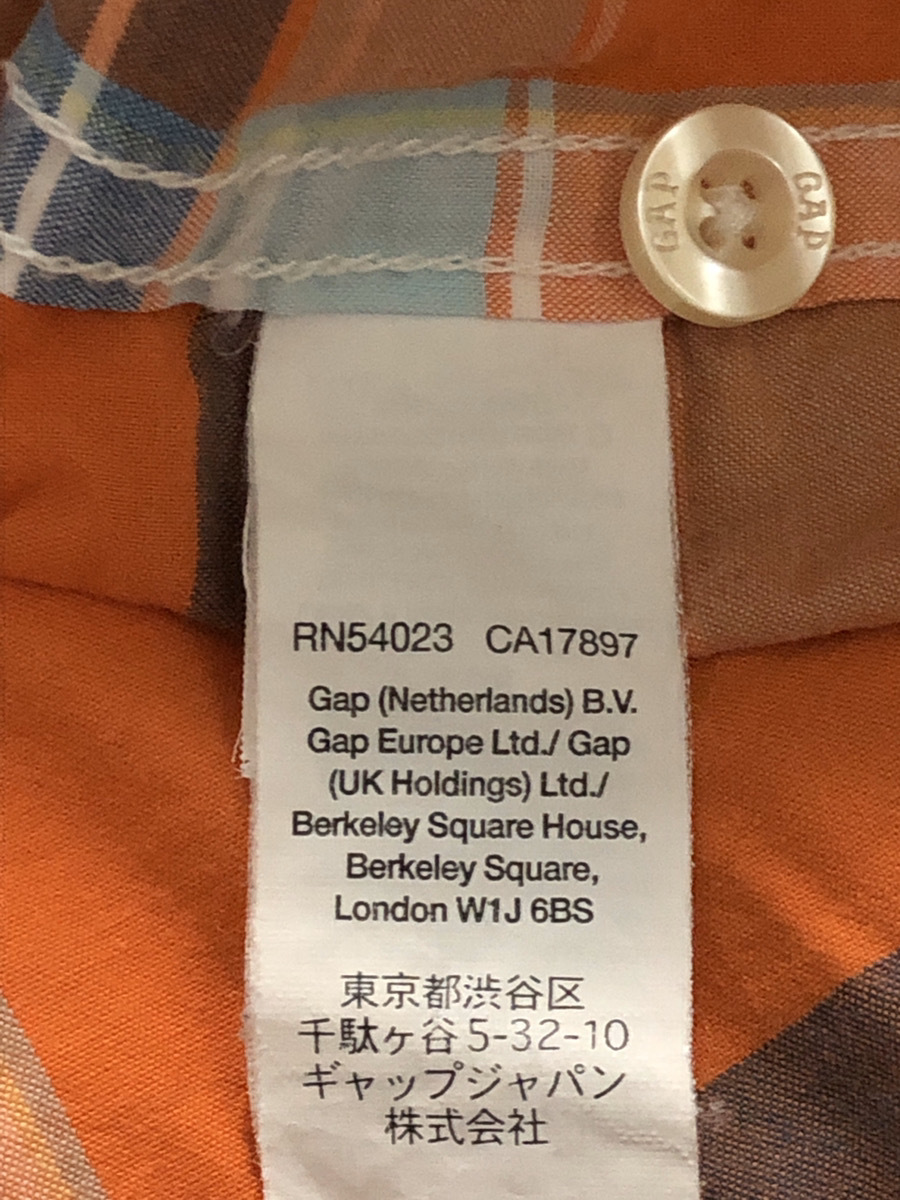 GAP GAP
RN54023 CA17897
Gap (Netherlands) B.V.
Gap Europe Ltd./ Gap
(UK Holdings) Ltd./
Berkeley Square House,
Berkeley Square,
London W1J 6BS
東京都渋谷区
千駄ヶ谷5-32-10
ギャップジャパン
株式会社